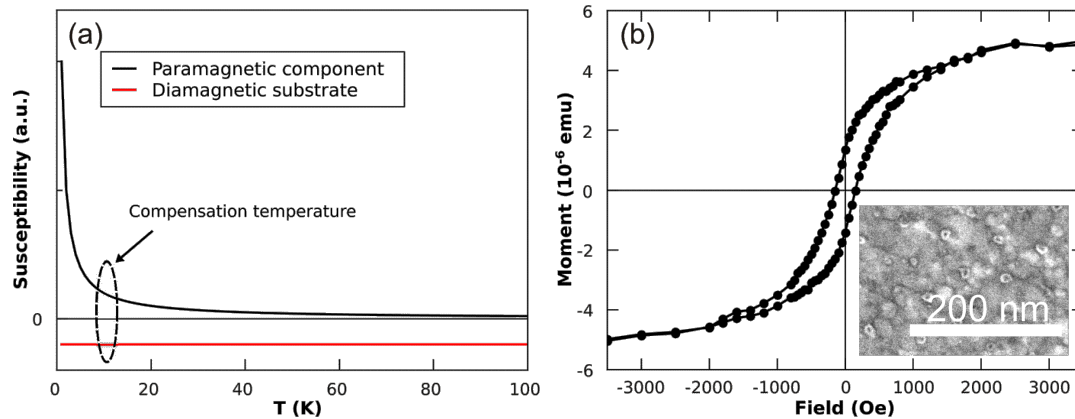 (a)
Paramagnetic component
Diamagnetic substrate
Compensation temperature
Susceptibility (a.u.)
0
0 20 40 60 80 100
T (K)
(b)
6
4
2
0
-2
-4
-6
Moment (10⁻⁶ emu)
200 nm
-3000 -2000 -1000 0 1000 2000 3000
Field (Oe)